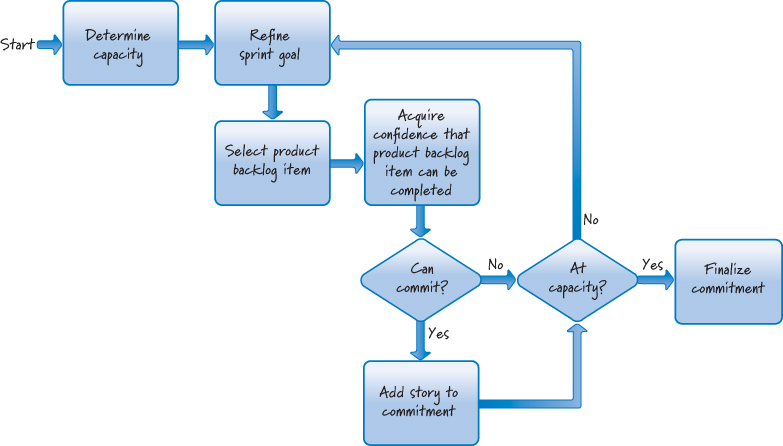 Start
Determine
capacity
Refine
sprint goal
Select product
backlog item
Acquire
confidence that
product backlog
item can be
completed
Can
commit?
No
Yes
Add story to
commitment
At
capacity?
No
Yes
Finalize
commitment